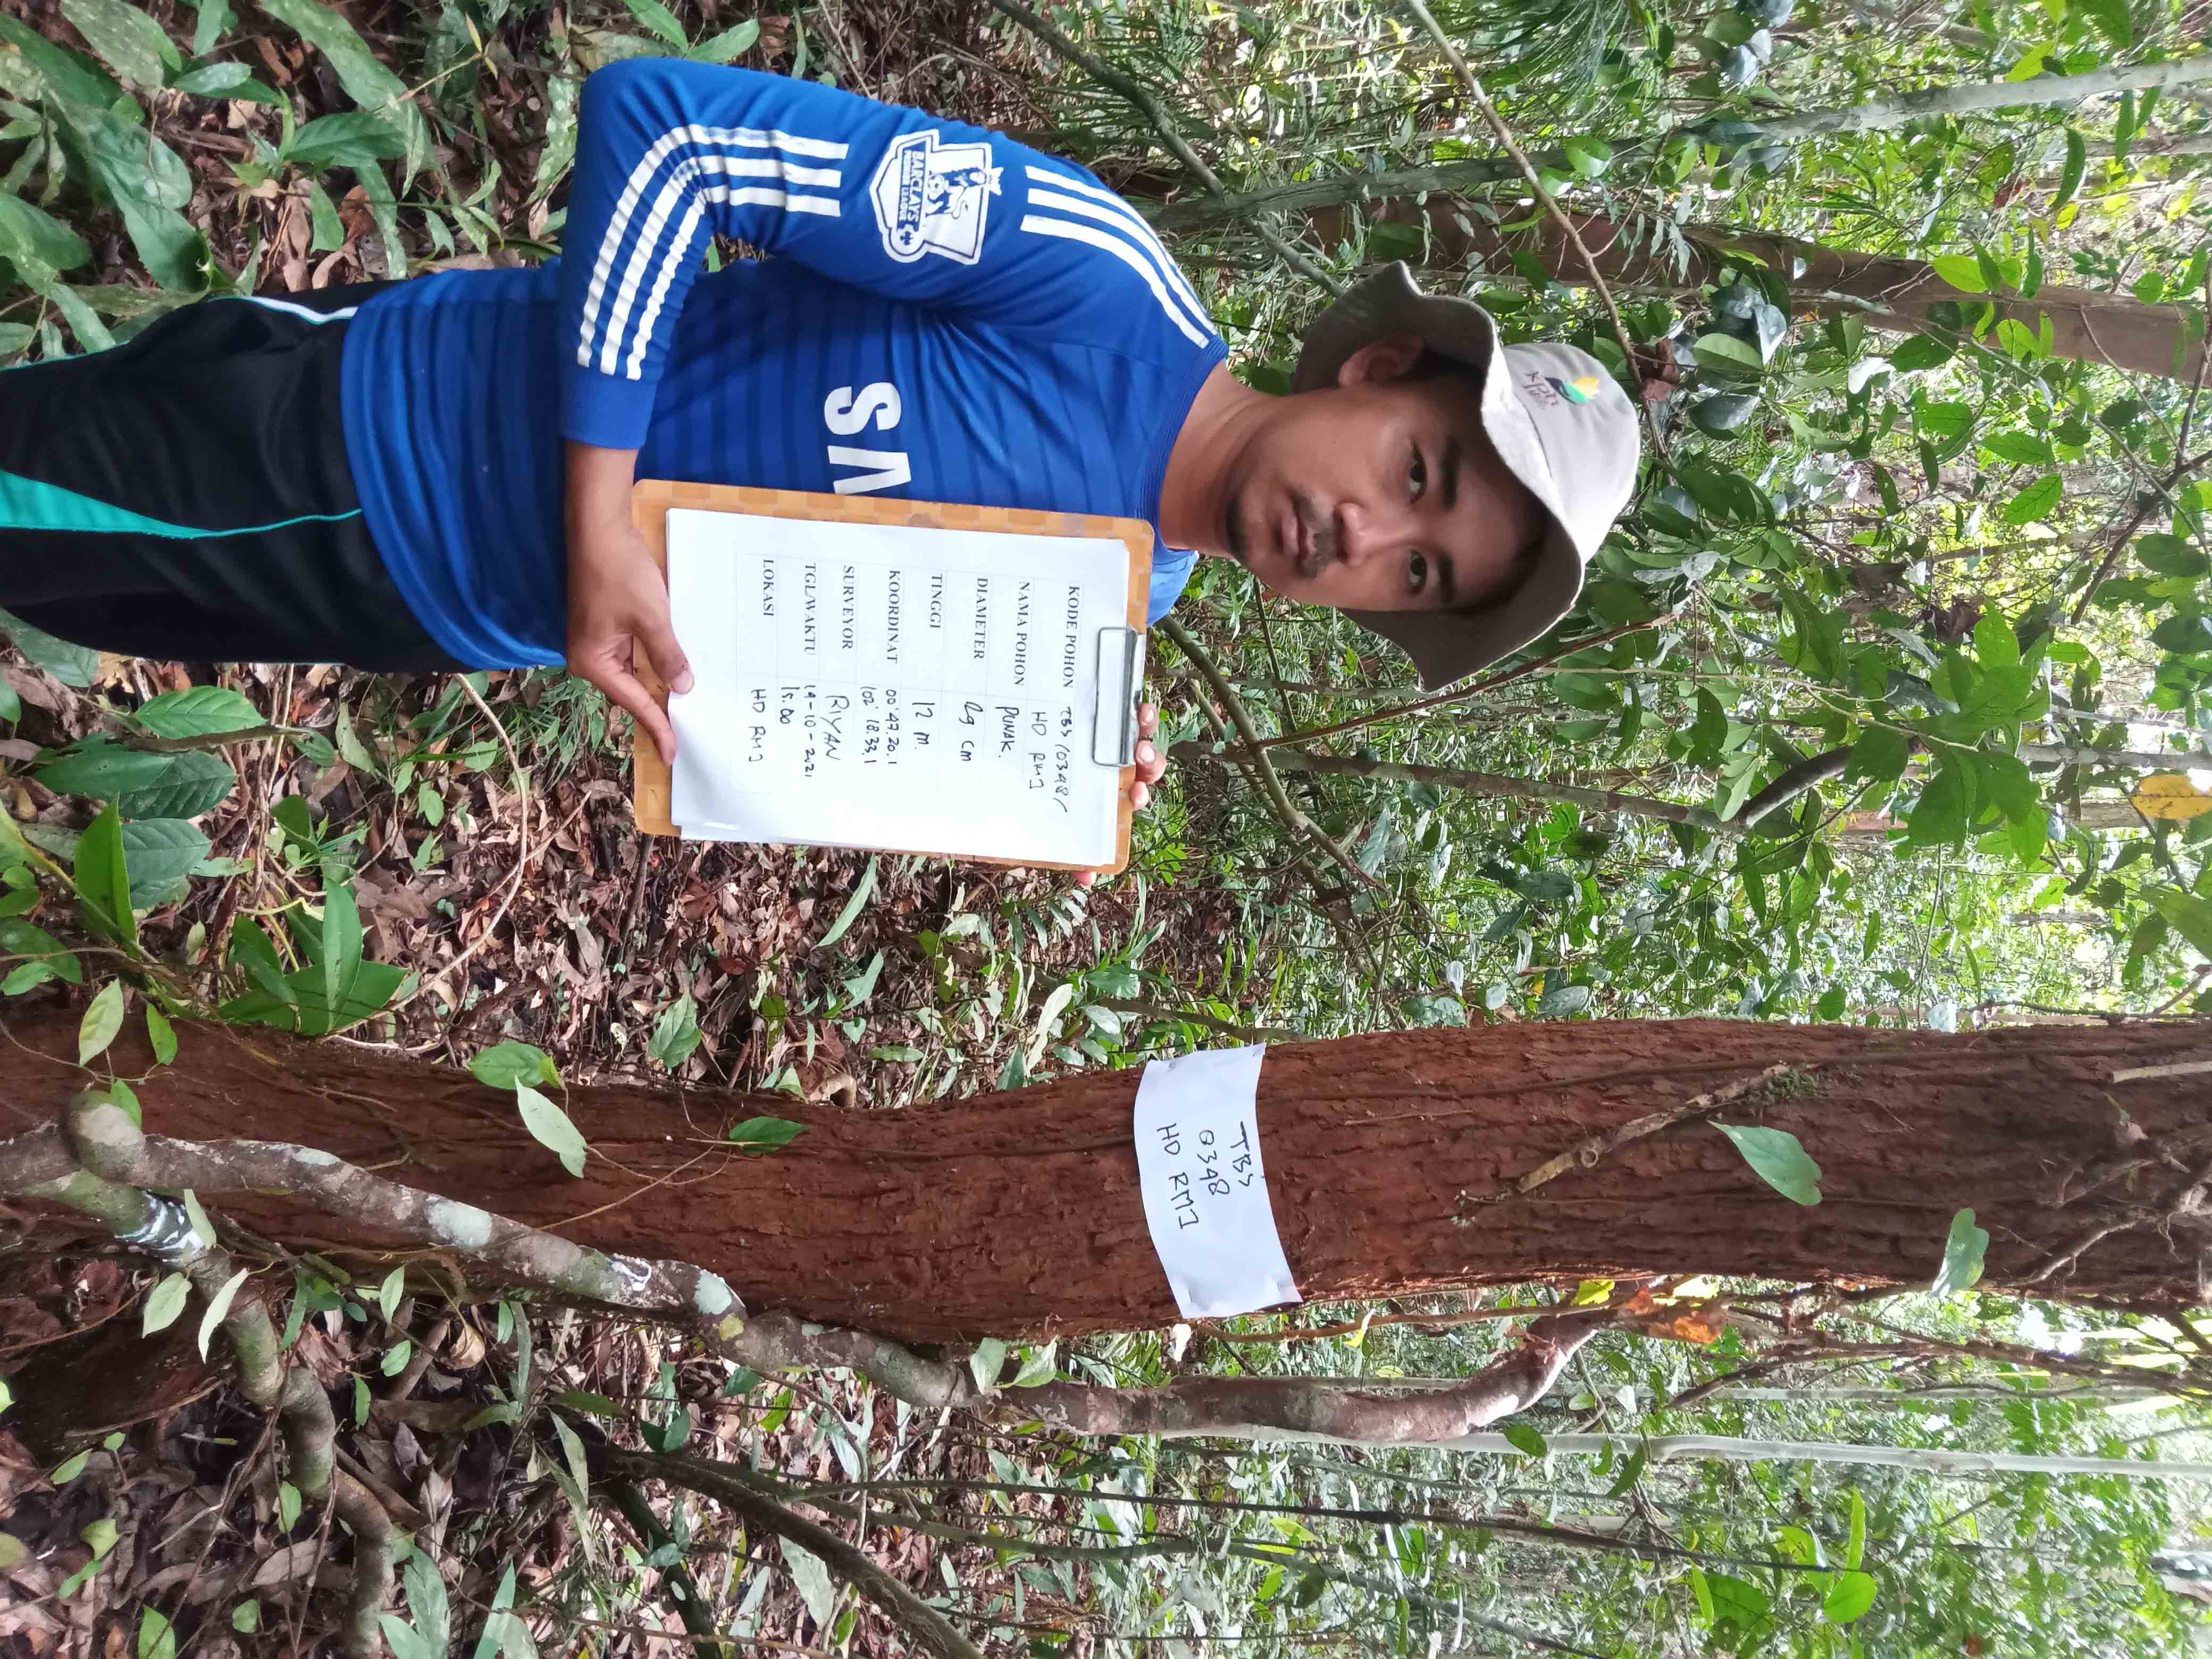 kph
TBS
0348
HD RMJ
BARCLAYS
PREMIER LEAGUE
SA
KODE POHON TBS/0348/
HD RMJ
NAMA POHON PUNAK.
DIAMETER 29 cm
TINGGI 12 m.
KOORDINAT 00°47.20.1
102° 18.33.1
SURVEYOR RIYAN
TGL/WAKTU 19-10-2021
15.00
LOKASI HD RMJ